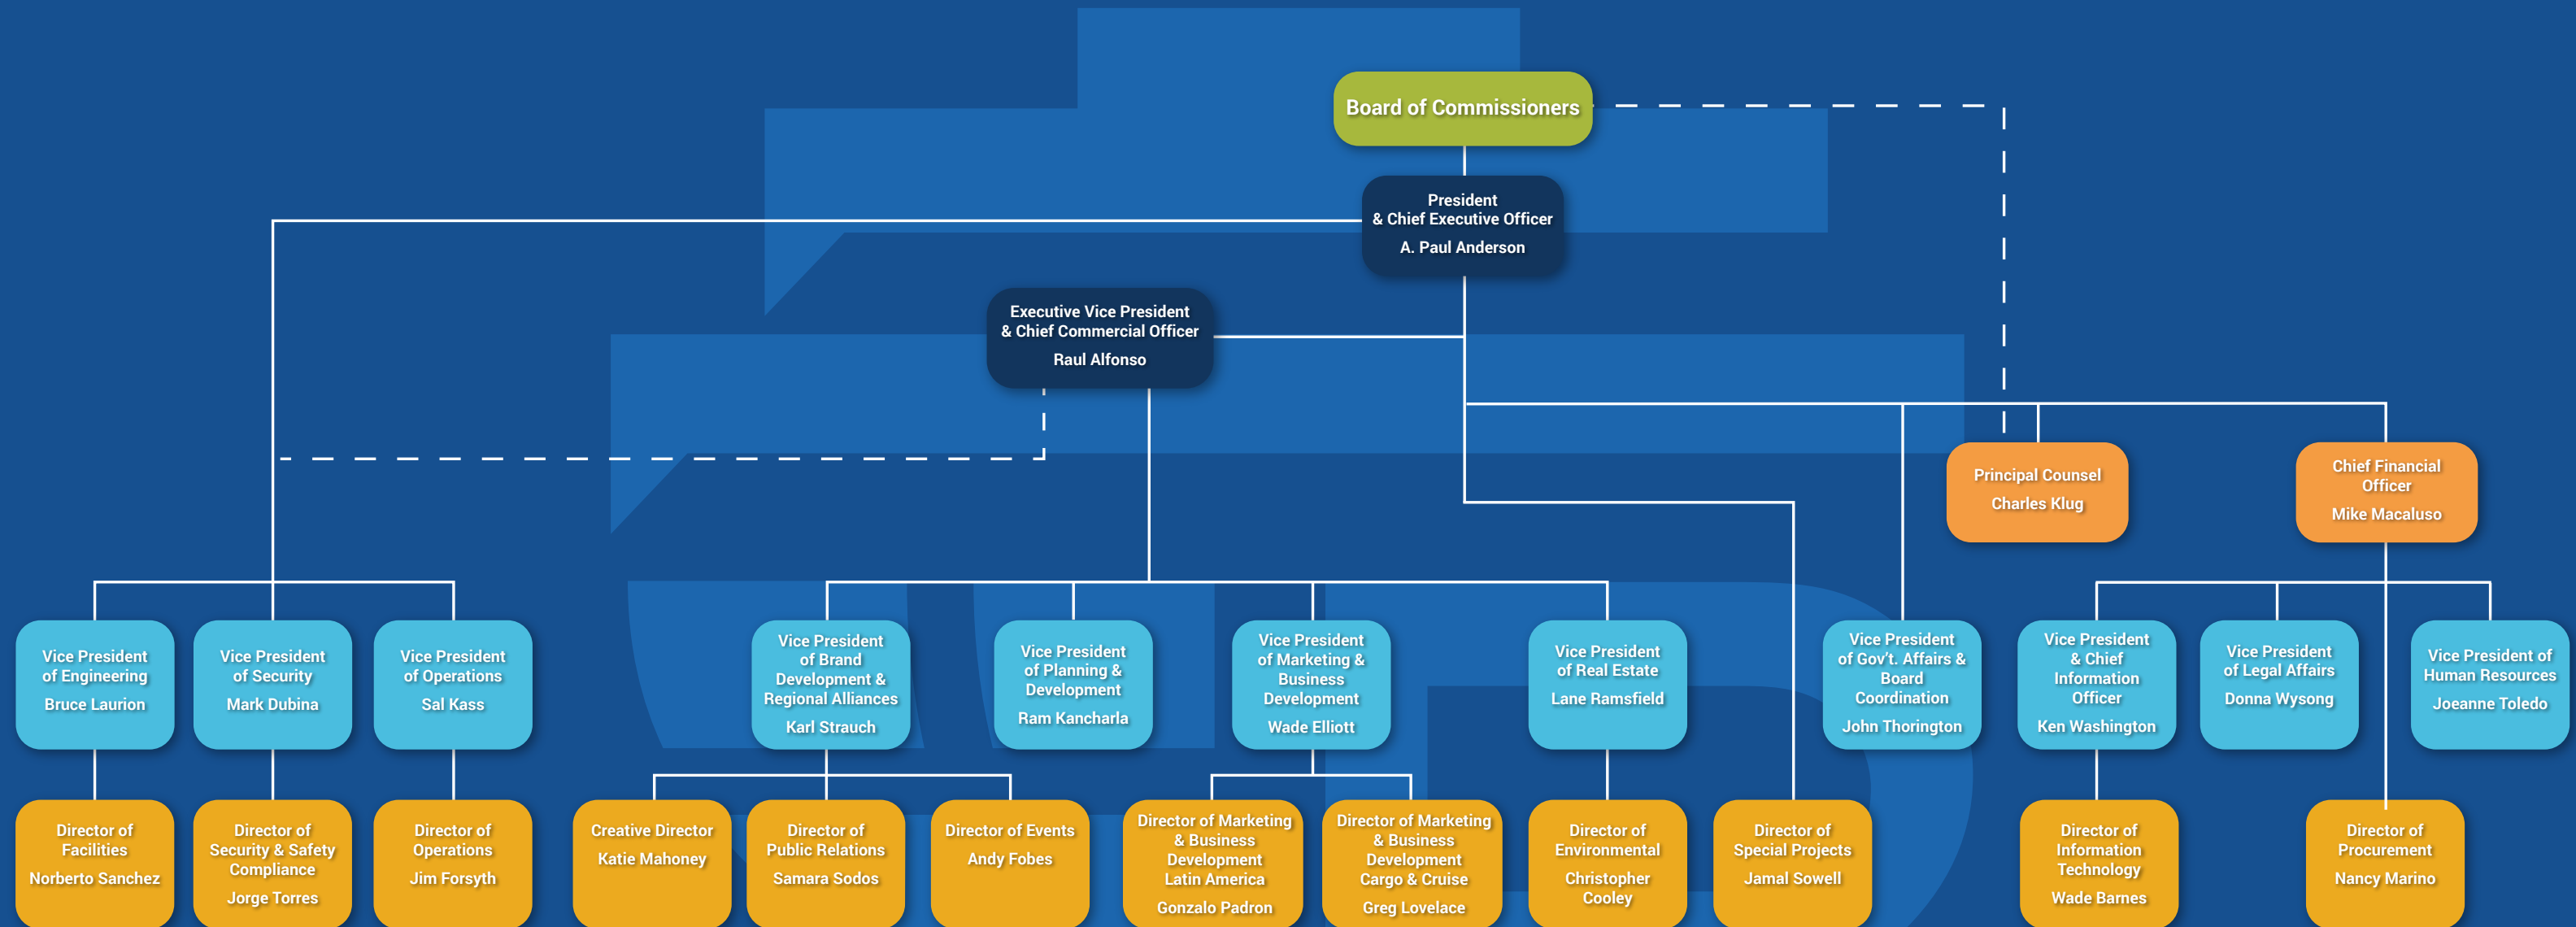 Board of Commissioners
President
& Chief Executive Officer
A. Paul Anderson
Executive Vice President
& Chief Commercial Officer
Raul Alfonso
Principal Counsel
Charles Klug
Chief Financial
Officer
Mike Macaluso
Vice President
of Engineering
Bruce Laurion
Vice President
of Security
Mark Dubina
Vice President
of Operations
Sal Kass
Vice President
of Brand
Development &
Regional Alliances
Karl Strauch
Vice President
of Planning &
Development
Ram Kancharla
Vice President
of Marketing &
Business
Development
Wade Elliott
Vice President
of Real Estate
Lane Ramsfield
Vice President
of Gov't. Affairs &
Board
Coordination
John Thorington
Vice President
& Chief
Information
Officer
Ken Washington
Vice President
of Legal Affairs
Donna Wysong
Vice President of
Human Resources
Joeanne Toledo
Director of
Facilities
Norberto Sanchez
Director of
Security & Safety
Compliance
Jorge Torres
Director of
Operations
Jim Forsyth
Creative Director
Katie Mahoney
Director of
Public Relations
Samara Sodos
Director of Events
Andy Fobes
Director of Marketing
& Business
Development
Latin America
Gonzalo Padron
Director of Marketing
& Business
Development
Cargo & Cruise
Greg Lovelace
Director of
Environmental
Christopher
Cooley
Director of
Special Projects
Jamal Sowell
Director of
Information
Technology
Wade Barnes
Director of
Procurement
Nancy Marino